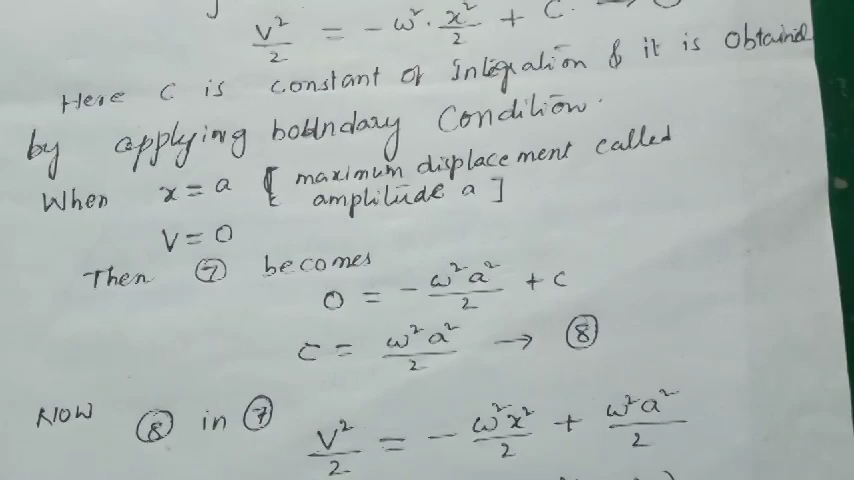 V²/2 = - ω² · x²/2 + C
Here C is constant of Integration & it is Obtained
by applying boundary Condition.
When x = a [maximum displacement called
amplitude a]
V = 0
Then ⑦ becomes
0 = - ω²a²/2 + c
c = ω²a²/2 → ⑧
NOW ⑧ in ⑦
V²/2 = - ω²x²/2 + ω²a²/2